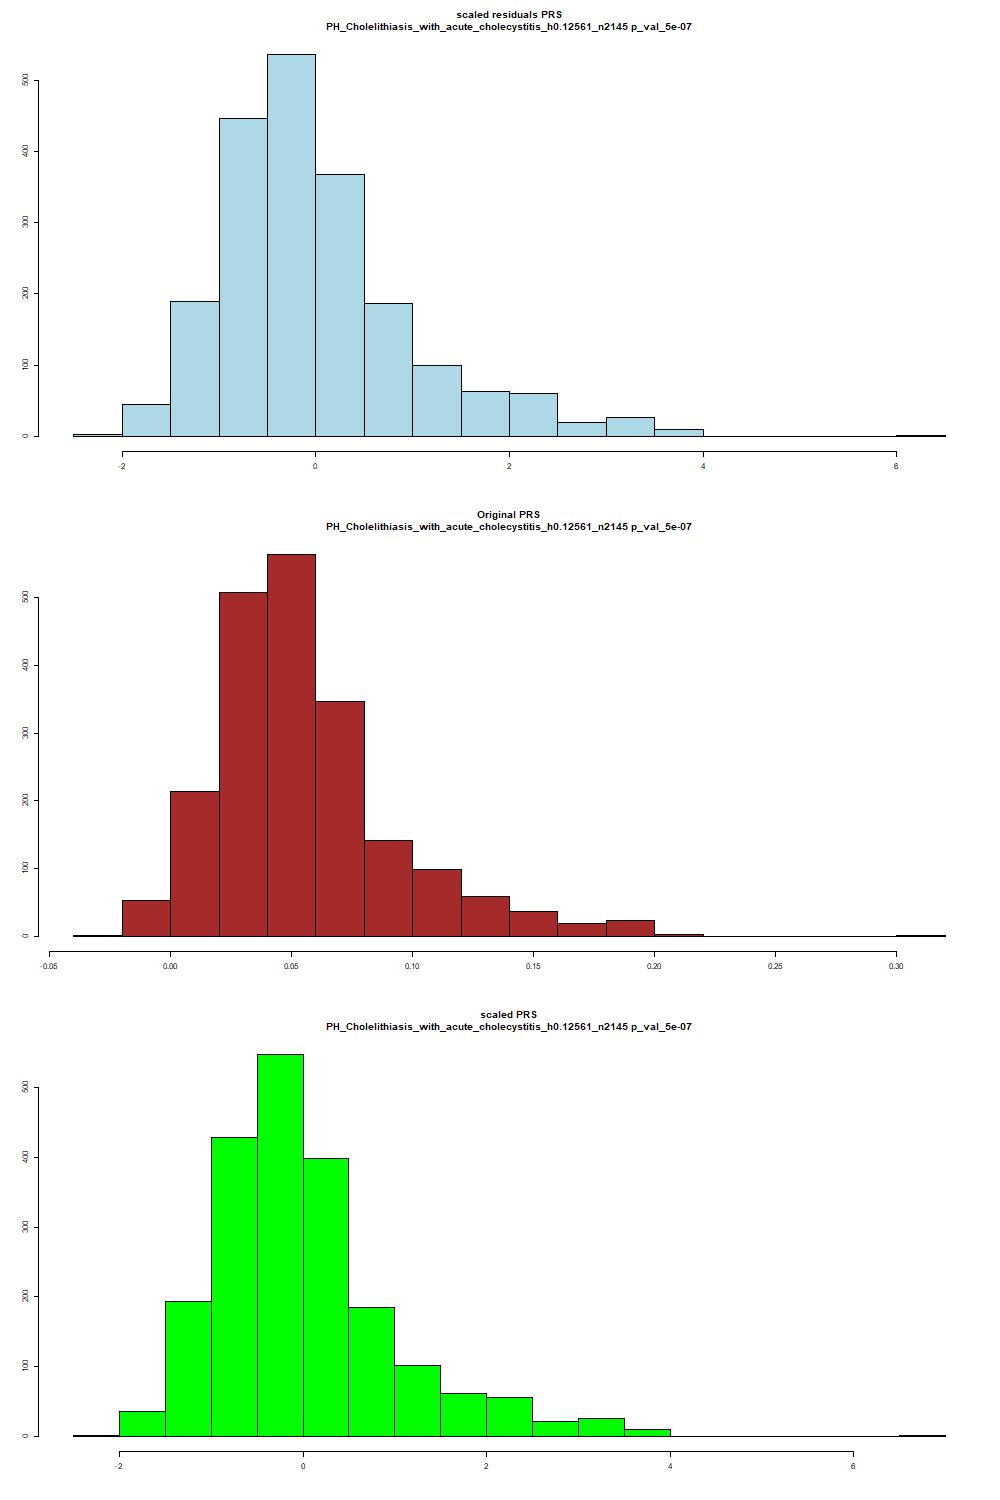 scaled residuals PRS
PH_Cholelithiasis_with_acute_cholecystitis_h0.12561_n2145 p_val_5e-07
500
400
300
200
100
0
-2 0 2 4 6
Original PRS
PH_Cholelithiasis_with_acute_cholecystitis_h0.12561_n2145 p_val_5e-07
500
400
300
200
100
0
-0.05 0.00 0.05 0.10 0.15 0.20 0.25 0.30
scaled PRS
PH_Cholelithiasis_with_acute_cholecystitis_h0.12561_n2145 p_val_5e-07
500
400
300
200
100
0
-2 0 2 4 6